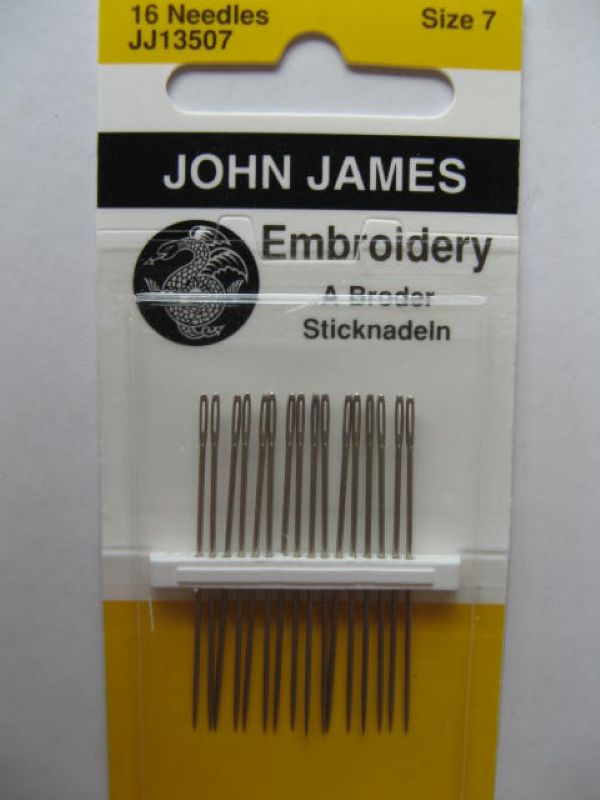 16 Needles Size 7
JJ13507
JOHN JAMES
Embroidery
A Broder
Sticknadeln